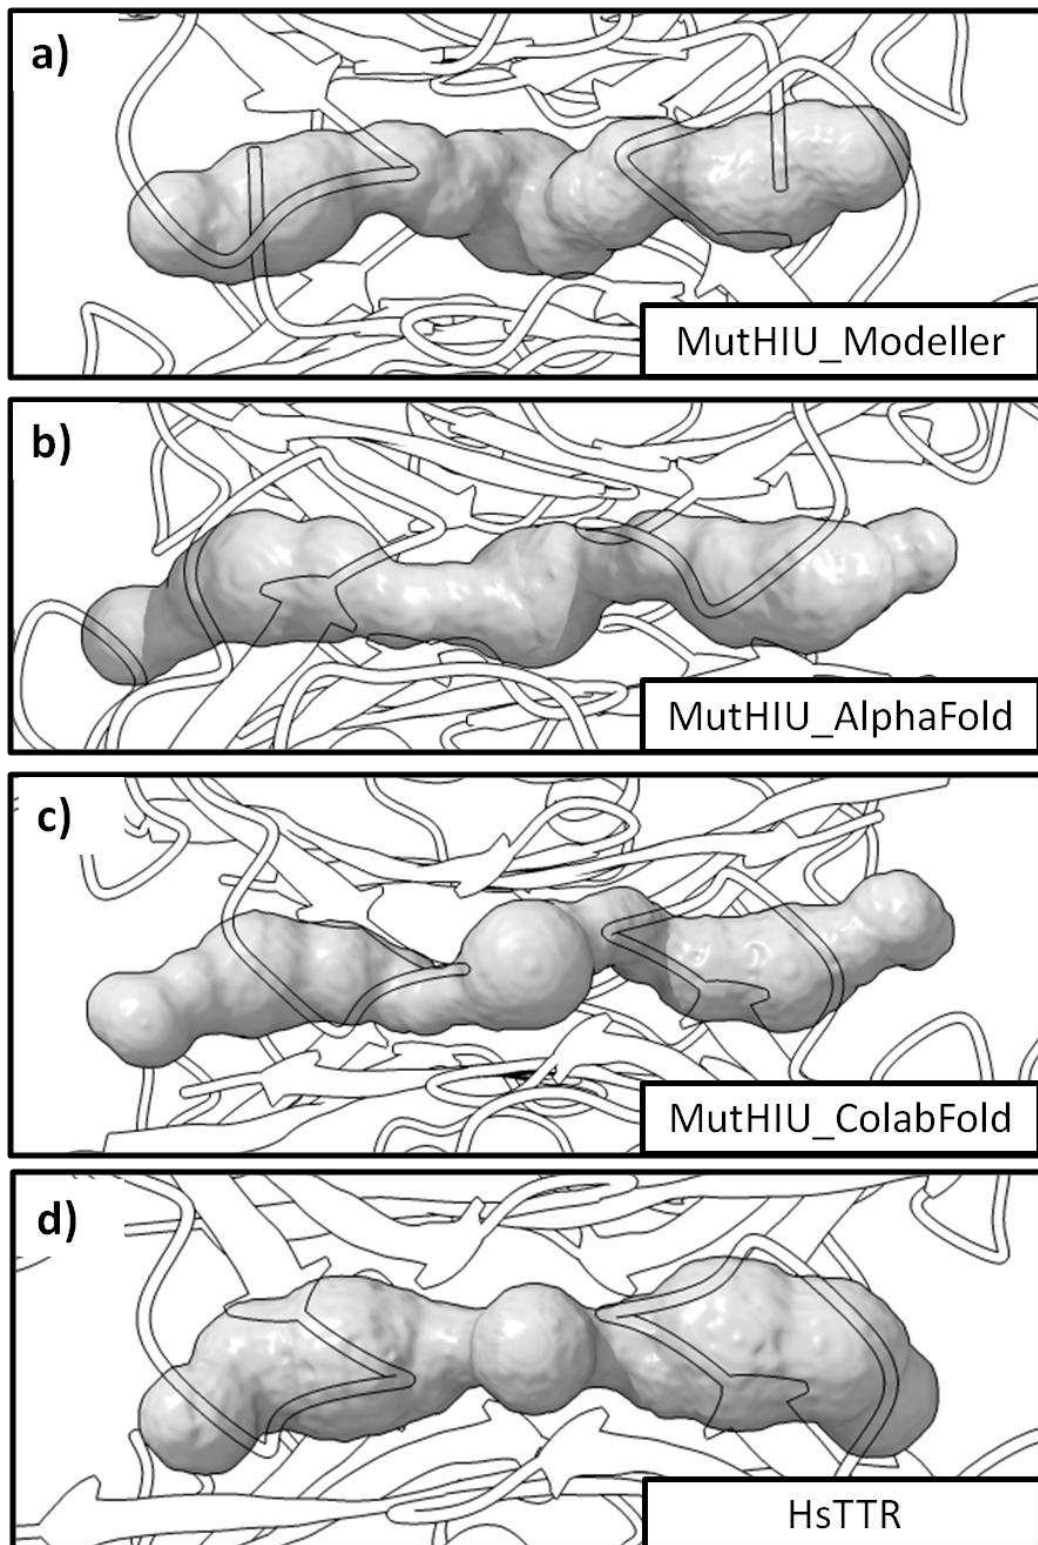 a)
MutHIU_Modeller
b)
MutHIU_AlphaFold
c)
MutHIU_ColabFold
d)
HsTTR